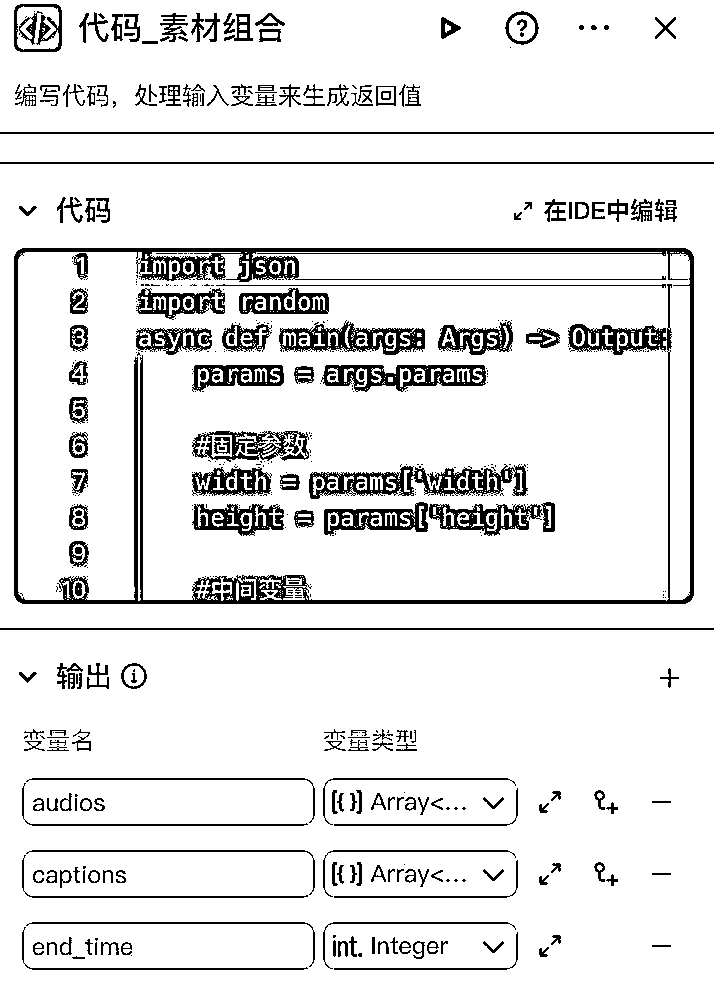 代码_素材组合
编写代码，处理输入变量来生成返回值
代码
在IDE中编辑
1 import json
2 import random
3 async def main(args: Args) -> Output:
4 params = args.params
5
6 #固定参数
7 width = params["width"]
8 height = params["height"]
9
10 #中间变量
输出
变量名 变量类型
audios [{}] Array<...
captions [{}] Array<...
end_time int. Integer